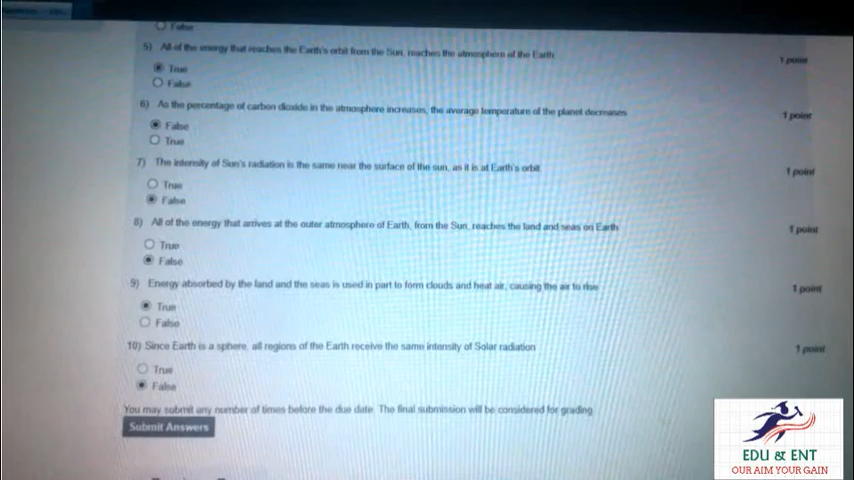 False
5) All of the energy that reaches the Earth's orbit from the Sun, reaches the atmosphere of the Earth
1 point
True
False
6) As the percentage of carbon dioxide in the atmosphere increases, the average temperature of the planet decreases
1 point
False
True
7) The intensity of Sun's radiation is the same near the surface of the sun, as it is at Earth's orbit
1 point
True
False
8) All of the energy that arrives at the outer atmosphere of Earth, from the Sun, reaches the land and seas on Earth
1 point
True
False
9) Energy absorbed by the land and the seas is used in part to form clouds and heat air, causing the air to rise
1 point
True
False
10) Since Earth is a sphere, all regions of the Earth receive the same intensity of Solar radiation
1 point
True
False
You may submit any number of times before the due date. The final submission will be considered for grading
Submit Answers
EDU & ENT
OUR AIM YOUR GAIN